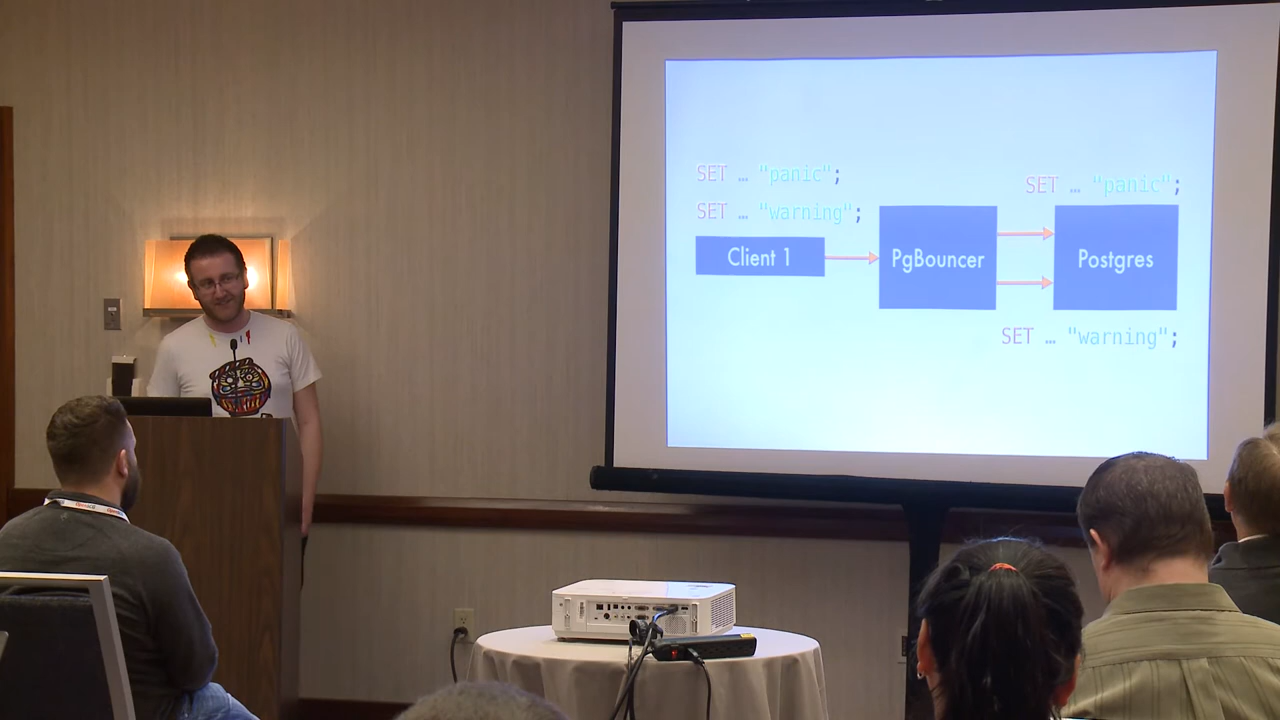 SET … "panic";
SET … "warning";
Client 1
PgBouncer
SET … "panic";
Postgres
SET … "warning";